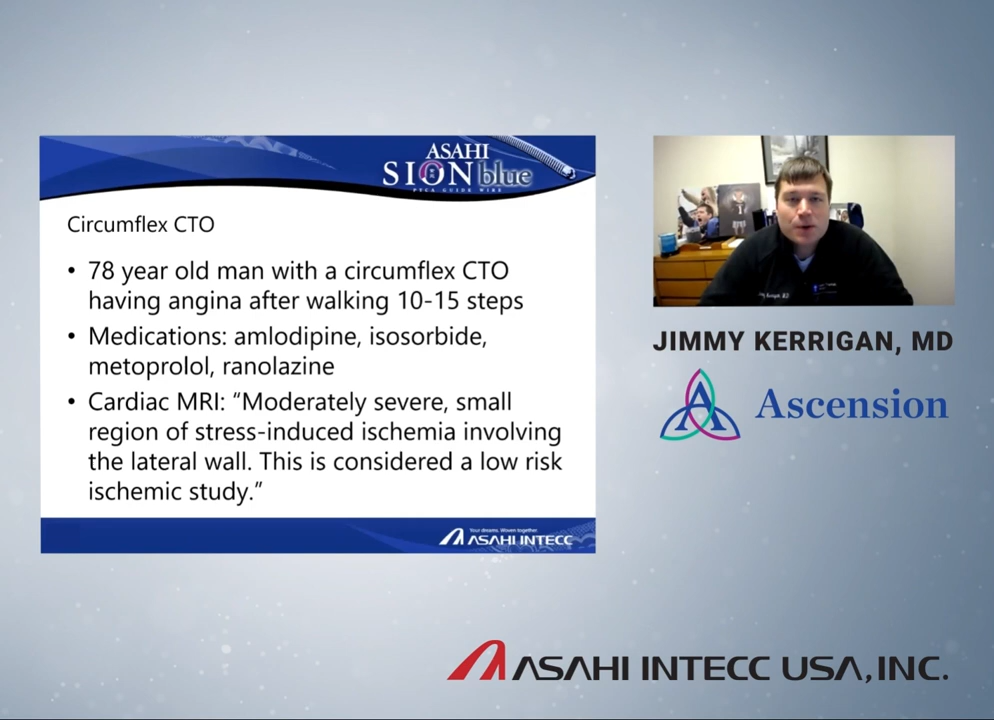 ASAHI
SION blue
PTCA GUIDE WIRE
Circumflex CTO
• 78 year old man with a circumflex CTO
having angina after walking 10-15 steps
• Medications: amlodipine, isosorbide,
metoprolol, ranolazine
• Cardiac MRI: “Moderately severe, small
region of stress-induced ischemia involving
the lateral wall. This is considered a low risk
ischemic study.”
Your dreams. Woven together.
ASAHI INTECC
JIMMY KERRIGAN, MD
A Ascension
ASAHI INTECC USA, INC.